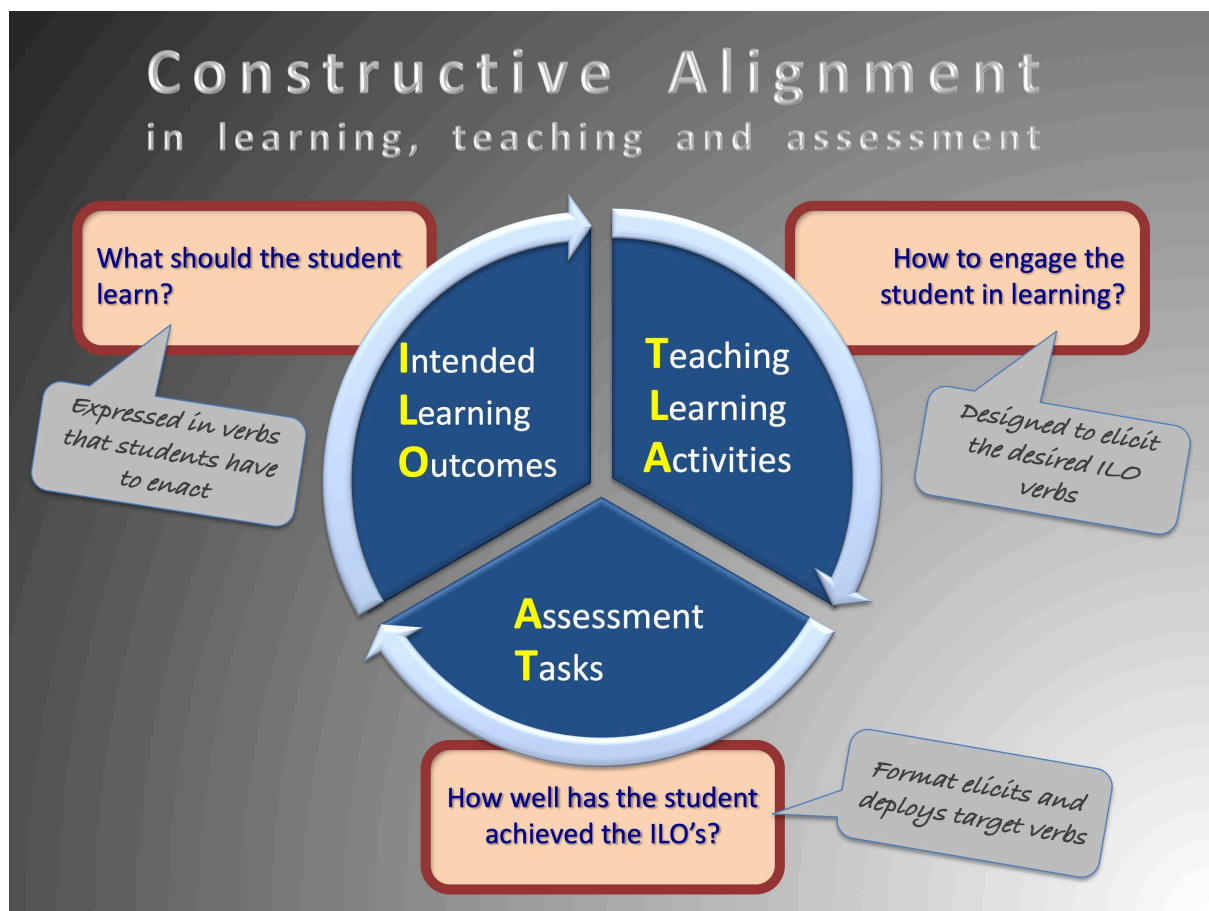 Constructive Alignment
in learning, teaching and assessment
What should the student
learn?
Expressed in verbs
that students have
to enact
Intended
Learning
Outcomes
Teaching
Learning
Activities
How to engage the
student in learning?
Designed to elicit
the desired ILO
verbs
Assessment
Tasks
How well has the student
achieved the ILO's?
Format elicits and
deploys target verbs